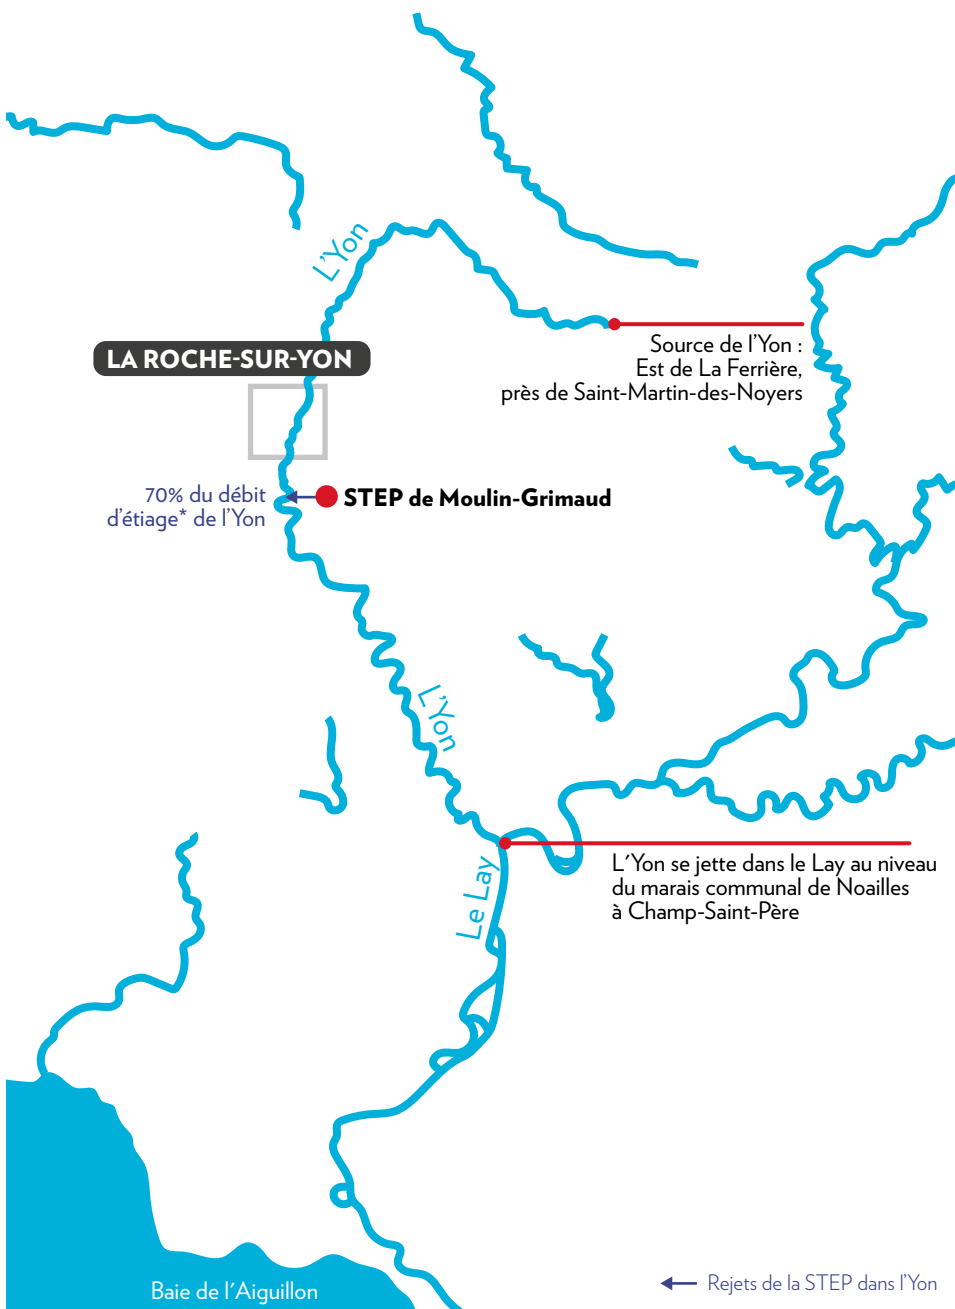 L'Yon
LA ROCHE-SUR-YON
Source de l'Yon :
Est de La Ferrière,
près de Saint-Martin-des-Noyers
70% du débit
d'étiage* de l'Yon
STEP de Moulin-Grimaud
L'Yon
Le Lay
L'Yon se jette dans le Lay au niveau
du marais communal de Noailles
à Champ-Saint-Père
Baie de l'Aiguillon
Rejets de la STEP dans l'Yon